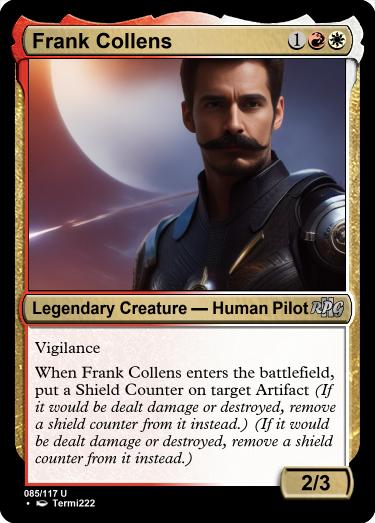 Frank Collens 1
Legendary Creature — Human Pilot RPG
Vigilance
When Frank Collens enters the battlefield,
put a Shield Counter on target Artifact (If
it would be dealt damage or destroyed, remove
a shield counter from it instead.) (If it would
be dealt damage or destroyed, remove a shield
counter from it instead.)
2/3
085/117 U
• Termi222